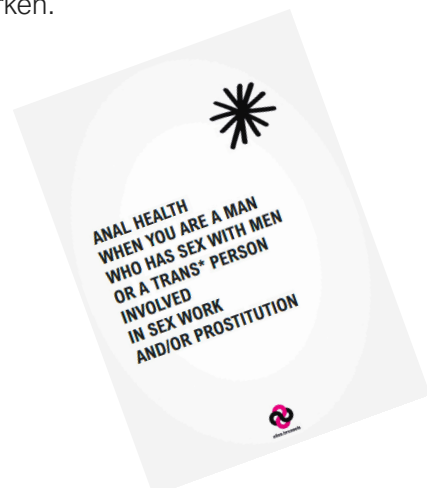 rken.
ANAL HEALTH
WHEN YOU ARE A MAN
WHO HAS SEX WITH MEN
OR A TRANS* PERSON
INVOLVED
IN SEX WORK
AND/OR PROSTITUTION